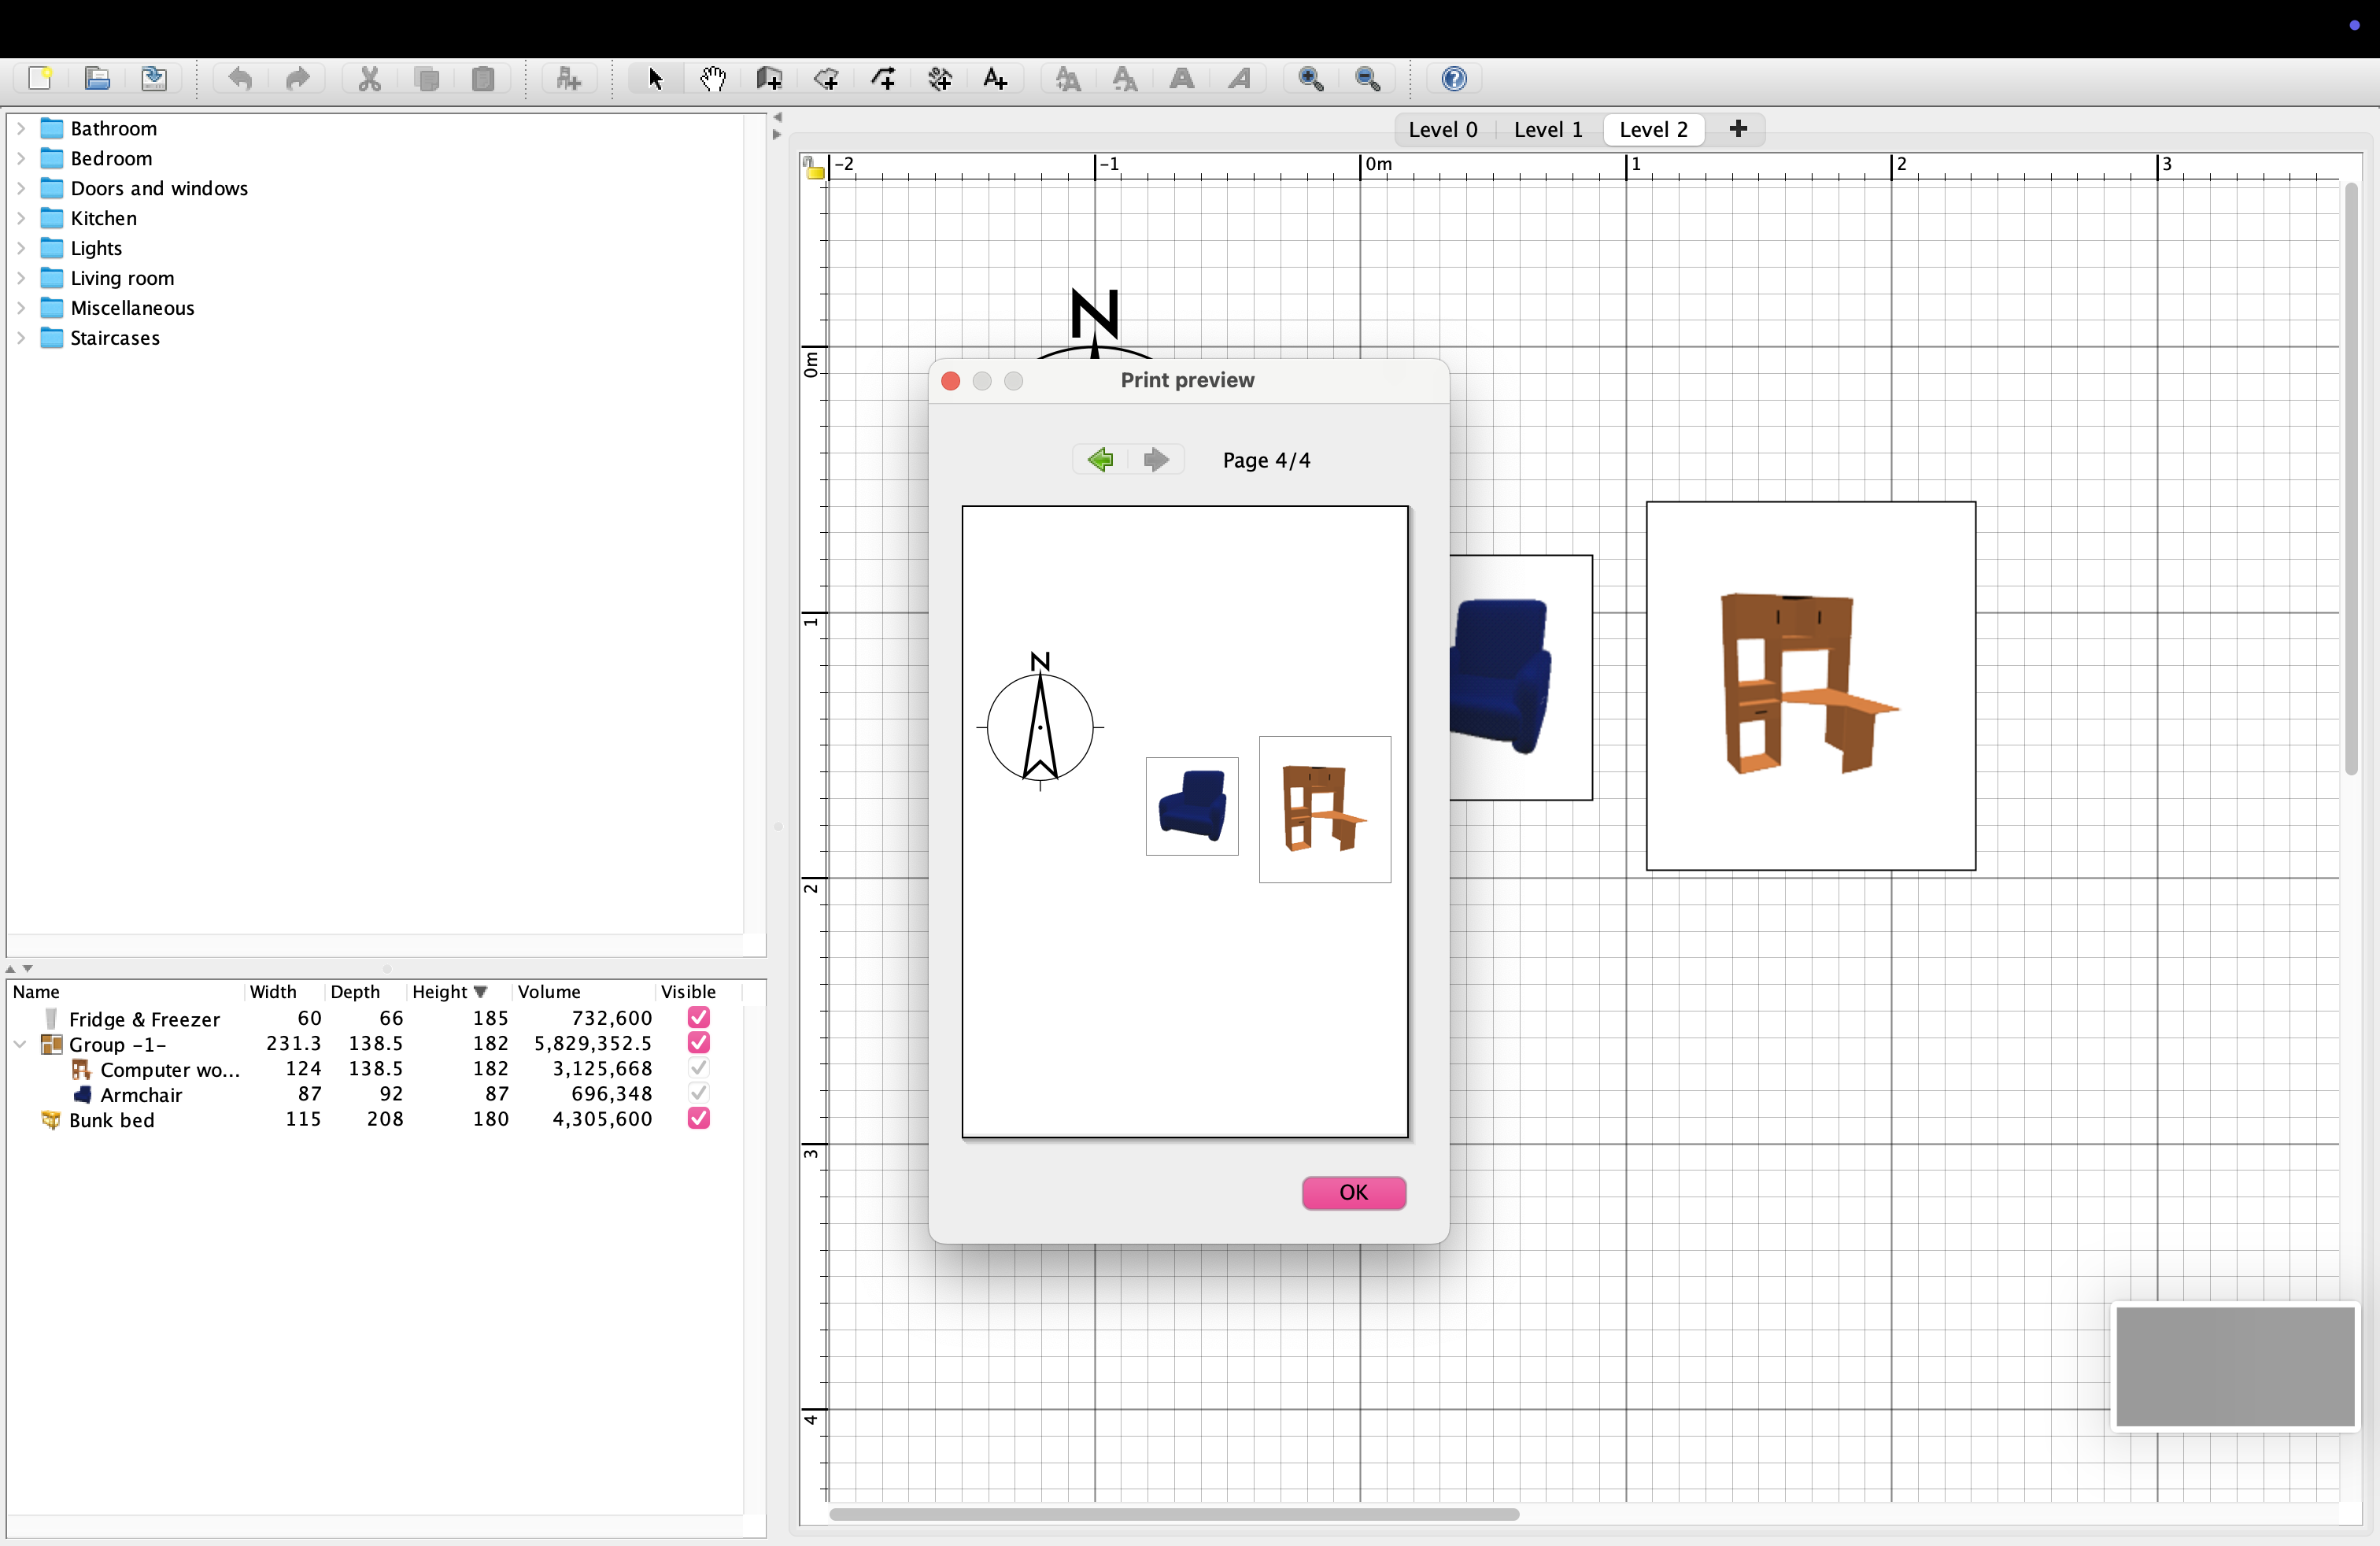 Bathroom
Bedroom
Doors and windows
Kitchen
Lights
Living room
Miscellaneous
Staircases
Name Width Depth Height Volume Visible
Fridge & Freezer 60 66 185 732,600
Group -1- 231.3 138.5 182 5,829,352.5
Computer wo... 124 138.5 182 3,125,668
Armchair 87 92 87 696,348
Bunk bed 115 208 180 4,305,600
Level 0 Level 1 Level 2 +
-2 -1 0m 1 2 3
0m
1
2
3
4
N
Print preview
Page 4/4
N
OK